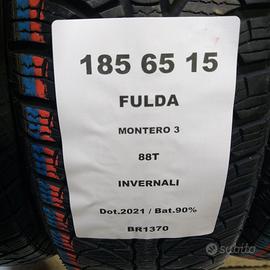 185 65 15
FULDA
MONTERO 3
88T
INVERNALI
Dot.2021 / Bat.90%
BR1370
subito